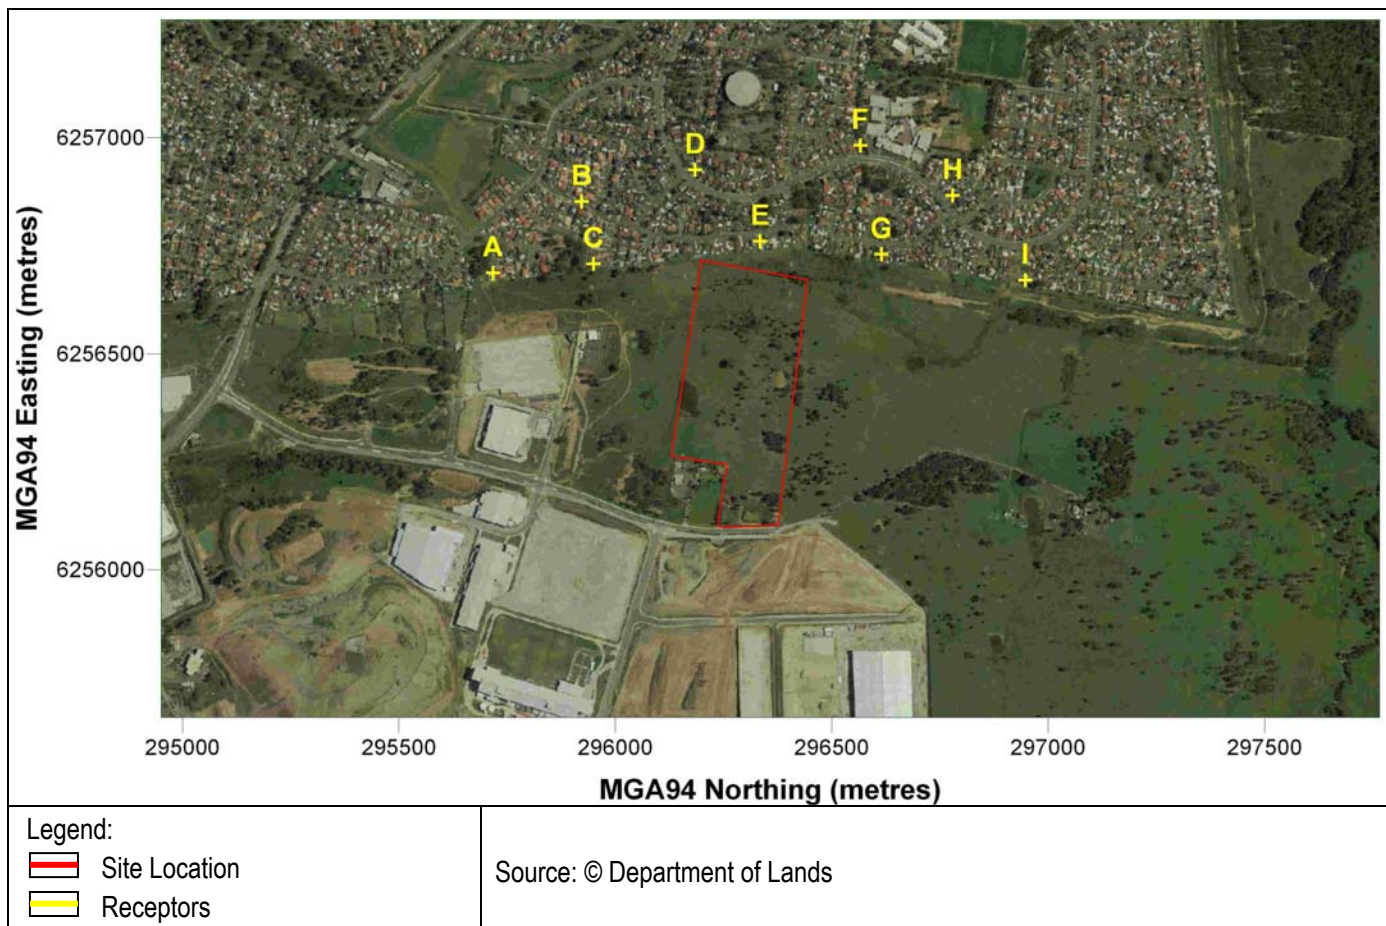 6257000
6256500
6256000
MGA94 Easting (metres)
F
D
H
B
E
C
G
A
I
295000 295500 296000 296500 297000 297500
MGA94 Northing (metres)
Legend:
Site Location
Receptors
Source: © Department of Lands